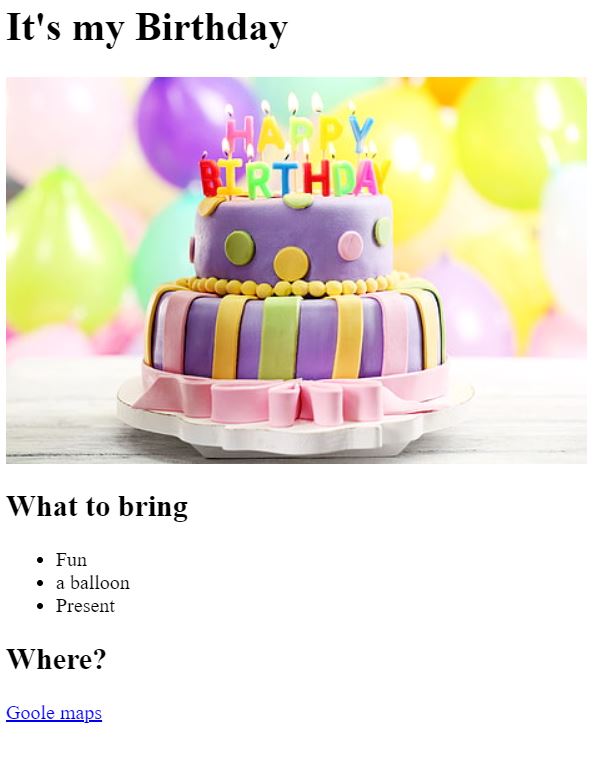 It's my Birthday
HAPPY
BIRTHDAY
What to bring
Fun
a balloon
Present
Where?
Goole maps